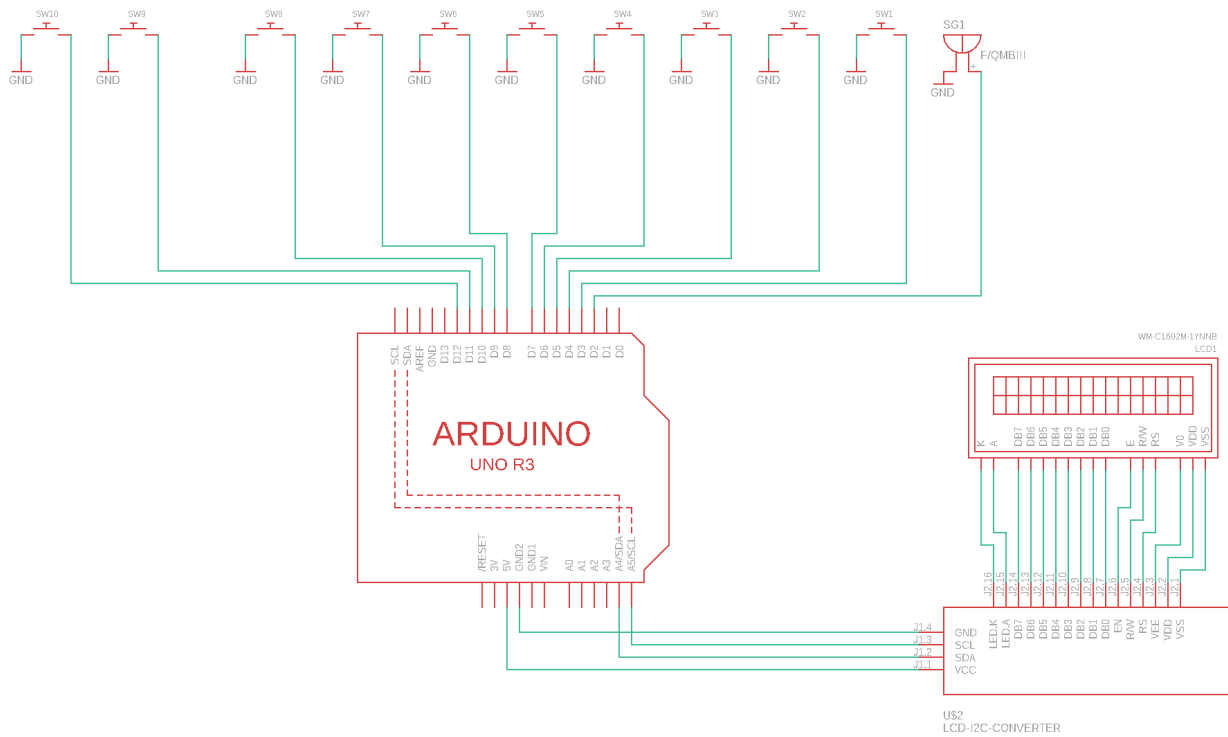 SW10
SW9
SW8
SW7
SW6
SW5
SW4
SW3
SW2
SW1
SG1
F/QMBIII
- +
GND
GND
GND
GND
GND
GND
GND
GND
GND
GND
GND
SCL
SDA
AREF
GND
D13
D12
D11
D10
D9
D8
D7
D6
D5
D4
D3
D2
D1
D0
ARDUINO
UNO R3
/RESET
3V
5V
GND2
GND1
VIN
A0
A1
A2
A3
A4/SDA
A5/SCL
WM-C1602M-1YNNB
LCD1
K
A
DB7
DB6
DB5
DB4
DB3
DB2
DB1
DB0
E
R/W
RS
V0
VDD
VSS
J2.16
J2.15
J2.14
J2.13
J2.12
J2.11
J2.10
J2.9
J2.8
J2.7
J2.6
J2.5
J2.4
J2.3
J2.2
J2.1
LED.K
LED.A
DB7
DB6
DB5
DB4
DB3
DB2
DB1
DB0
EN
R/W
RS
VEE
VDD
VSS
J1.4
GND
J1.3
SCL
J1.2
SDA
J1.1
VCC
U$2
LCD-I2C-CONVERTER